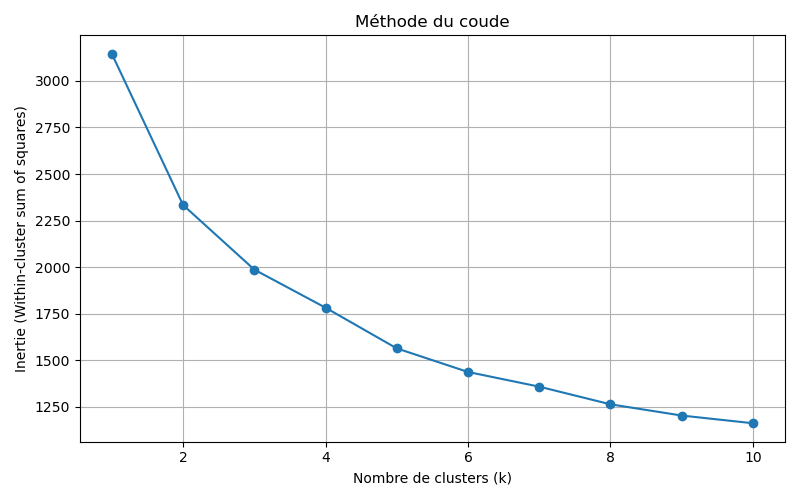 Méthode du coude
Inertie (Within-cluster sum of squares)
3000
2750
2500
2250
2000
1750
1500
1250
2 4 6 8 10
Nombre de clusters (k)